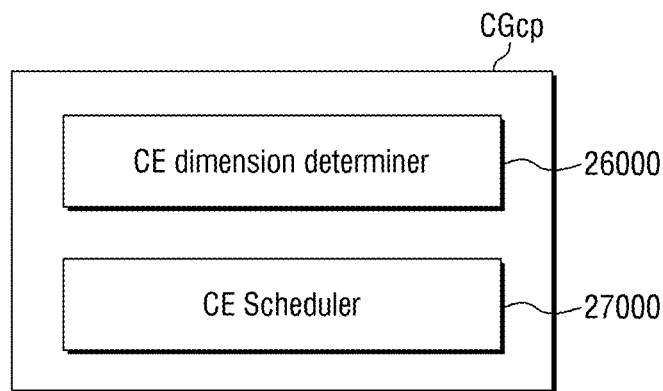 CGcp
CE dimension determiner
26000
CE Scheduler
27000